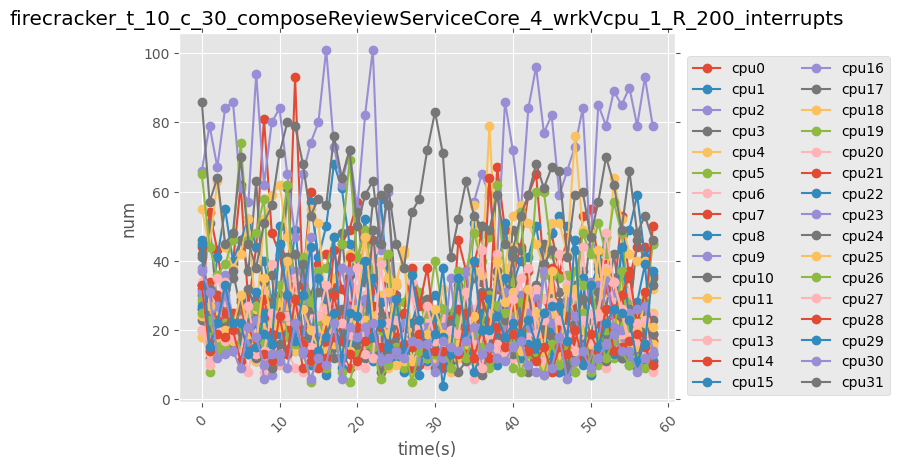 firecracker_t_10_c_30_composeReviewServiceCore_4_wrkVcpu_1_R_200_interrupts
num
100
80
60
40
20
0
0 10 20 30 40 50 60
time(s)
cpu0 cpu16
cpu1 cpu17
cpu2 cpu18
cpu3 cpu19
cpu4 cpu20
cpu5 cpu21
cpu6 cpu22
cpu7 cpu23
cpu8 cpu24
cpu9 cpu25
cpu10 cpu26
cpu11 cpu27
cpu12 cpu28
cpu13 cpu29
cpu14 cpu30
cpu15 cpu31